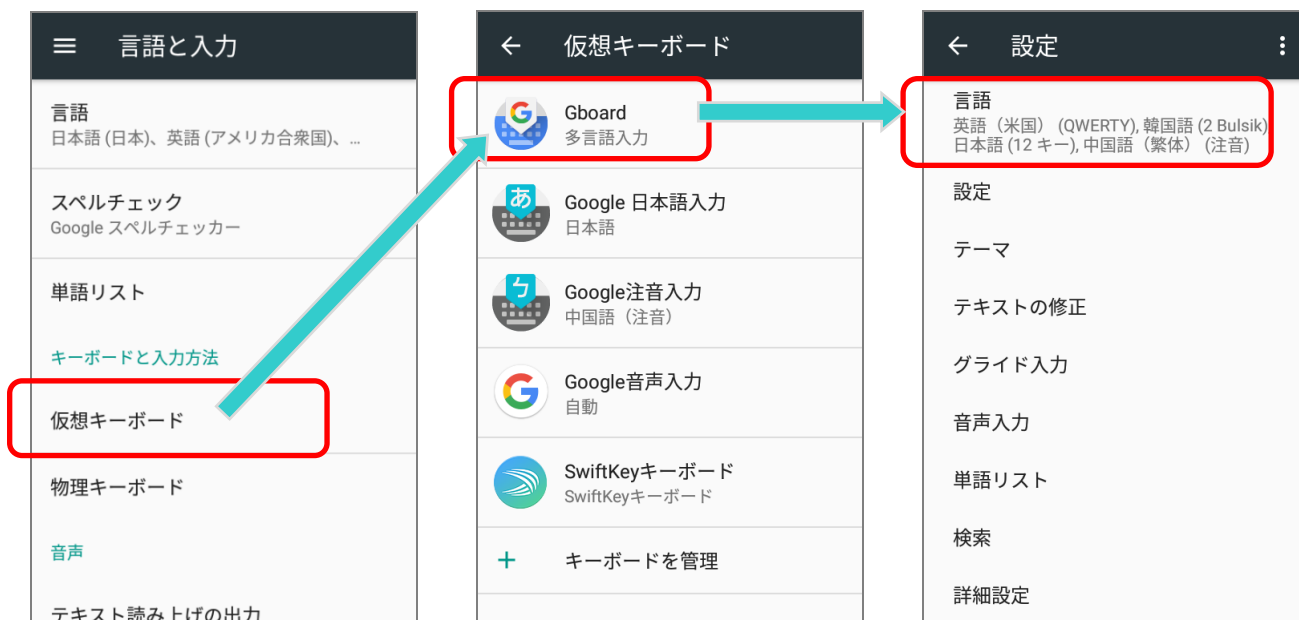 言語と入力
言語
日本語 (日本)、英語 (アメリカ合衆国)、...
スペルチェック
Google スペルチェッカー
単語リスト
キーボードと入力方法
仮想キーボード
物理キーボード
音声
テキスト読み上げの出力
仮想キーボード
Gboard
多言語入力
あ
Google 日本語入力
日本語
ㄅ
Google注音入力
中国語（注音）
Google音声入力
自動
SwiftKeyキーボード
SwiftKeyキーボード
キーボードを管理
設定
言語
英語（米国） (QWERTY), 韓国語 (2 Bulsik)
日本語 (12 キー), 中国語（繁体） (注音)
設定
テーマ
テキストの修正
グライド入力
音声入力
単語リスト
検索
詳細設定